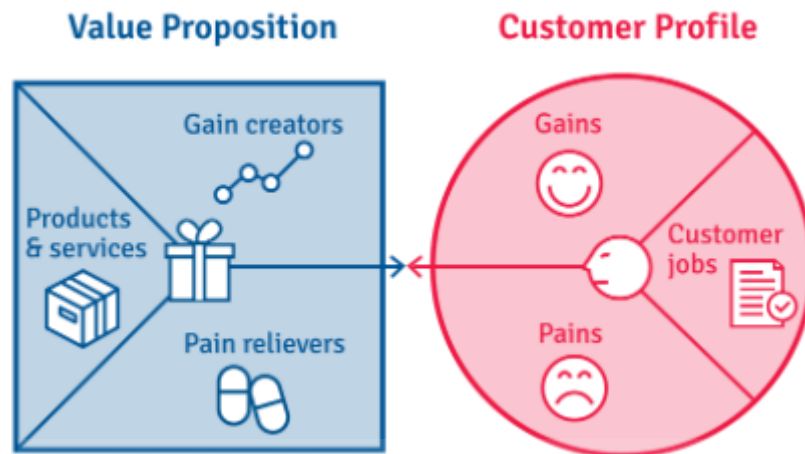 Value Proposition
Customer Profile
Gain creators
Products
& services
Pain relievers
Gains
Customer
jobs
Pains